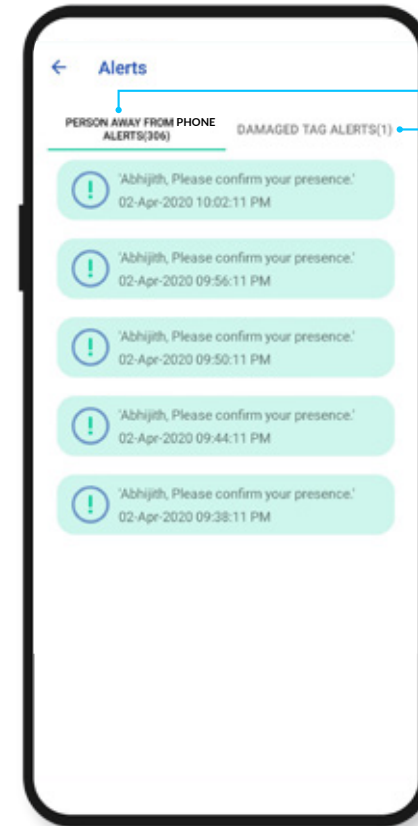 Alerts
PERSON AWAY FROM PHONE
ALERTS(306)
DAMAGED TAG ALERTS(1)
'Abhijith, Please confirm your presence.'
02-Apr-2020 10:02:11 PM
'Abhijith, Please confirm your presence.'
02-Apr-2020 09:56:11 PM
'Abhijith, Please confirm your presence.'
02-Apr-2020 09:50:11 PM
'Abhijith, Please confirm your presence.'
02-Apr-2020 09:44:11 PM
'Abhijith, Please confirm your presence.'
02-Apr-2020 09:38:11 PM